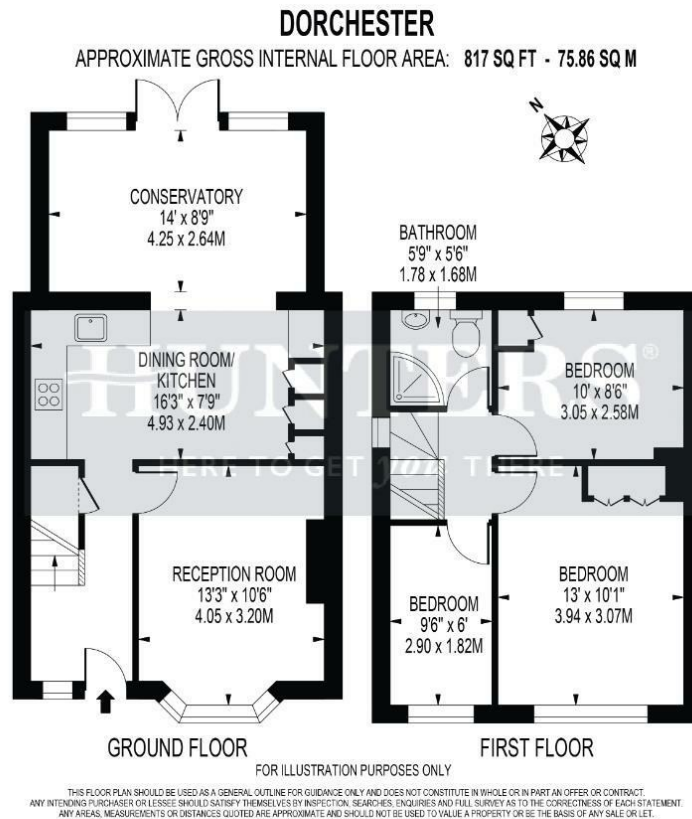 DORCHESTER
APPROXIMATE GROSS INTERNAL FLOOR AREA: 817 SQ FT - 75.86 SQ M
N
CONSERVATORY
14' x 8'9"
4.25 x 2.64M
BATHROOM
5'9" x 5'6"
1.78 x 1.68M
DINING ROOM/
KITCHEN
16'3" x 7'9"
4.93 x 2.40M
BEDROOM
10' x 8'6"
3.05 x 2.58M
HUNTERS®
HERE TO GET you THERE
RECEPTION ROOM
13'3" x 10'6"
4.05 x 3.20M
BEDROOM
9'6" x 6'
2.90 x 1.82M
BEDROOM
13' x 10'1"
3.94 x 3.07M
GROUND FLOOR
FIRST FLOOR
FOR ILLUSTRATION PURPOSES ONLY
THIS FLOOR PLAN SHOULD BE USED AS A GENERAL OUTLINE FOR GUIDANCE ONLY AND DOES NOT CONSTITUTE IN WHOLE OR IN PART AN OFFER OR CONTRACT.
ANY INTENDING PURCHASER OR LESSEE SHOULD SATISFY THEMSELVES BY INSPECTION, SEARCHES, ENQUIRIES AND FULL SURVEY AS TO THE CORRECTNESS OF EACH STATEMENT.
ANY AREAS, MEASUREMENTS OR DISTANCES QUOTED ARE APPROXIMATE AND SHOULD NOT BE USED TO VALUE A PROPERTY OR BE THE BASIS OF ANY SALE OR LET.